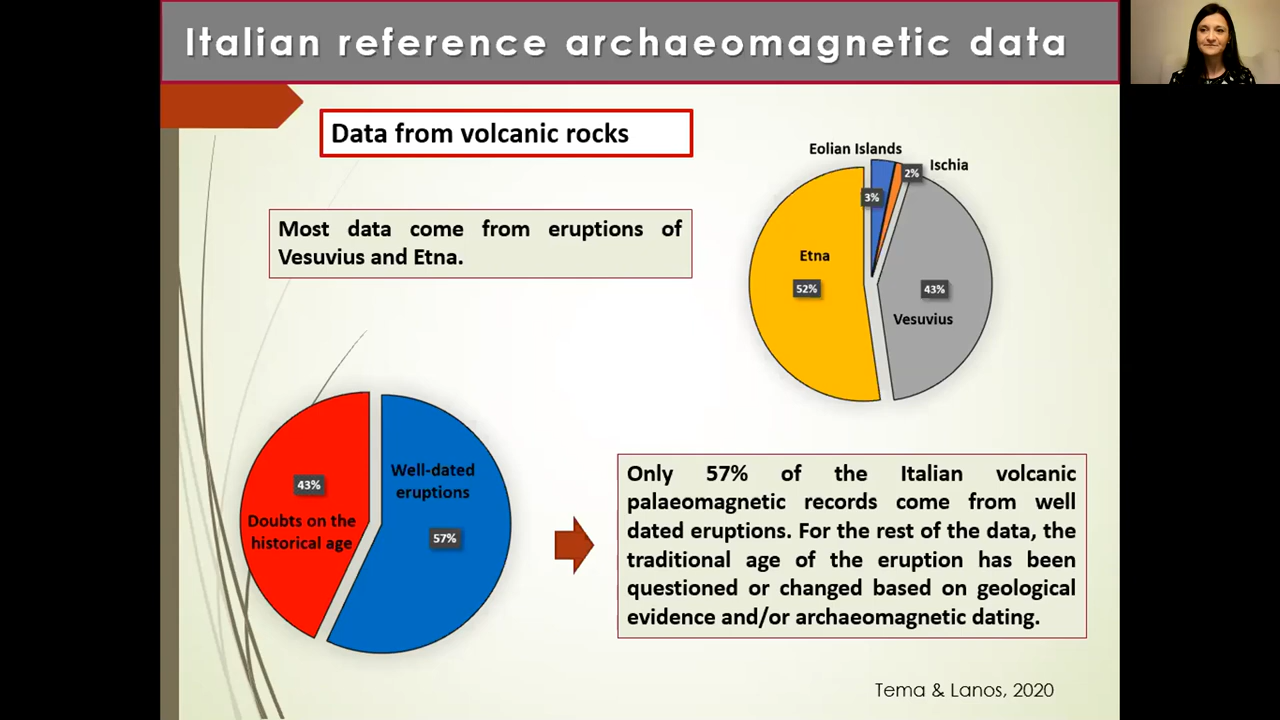 Italian reference archaeomagnetic data
Data from volcanic rocks
Most data come from eruptions of
Vesuvius and Etna.
Eolian Islands
Ischia
2%
3%
Etna
52%
43%
Vesuvius
Well-dated
eruptions
43%
Doubts on the
historical age
57%
Only 57% of the Italian volcanic
palaeomagnetic records come from well
dated eruptions. For the rest of the data, the
traditional age of the eruption has been
questioned or changed based on geological
evidence and/or archaeomagnetic dating.
Tema & Lanos, 2020